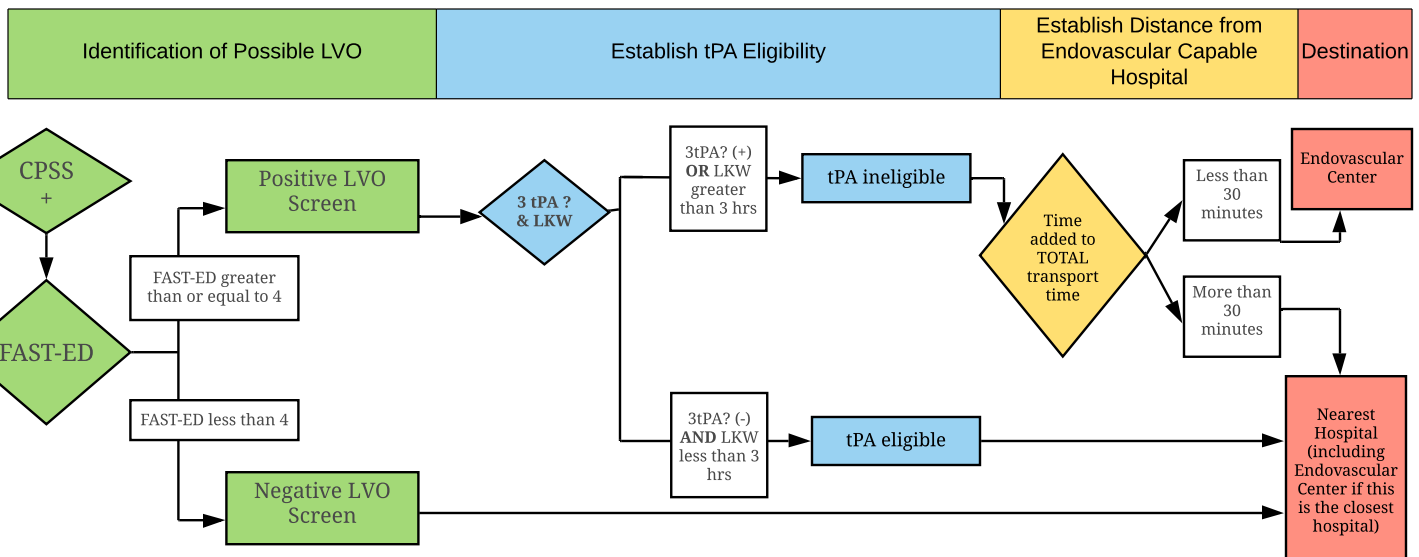 Identification of Possible LVO
Establish tPA Eligibility
Establish Distance from
Endovascular Capable
Hospital
Destination
CPSS
+
FAST-ED
FAST-ED greater
than or equal to 4
FAST-ED less than 4
Positive LVO
Screen
Negative LVO
Screen
3 tPA ?
& LKW
3tPA? (+)
OR LKW
greater
than 3 hrs
3tPA? (-)
AND LKW
less than 3
hrs
tPA ineligible
tPA eligible
Time
added to
TOTAL
transport
time
Less than
30
minutes
More than
30
minutes
Endovascular
Center
Nearest
Hospital
(including
Endovascular
Center if this
is the closest
hospital)